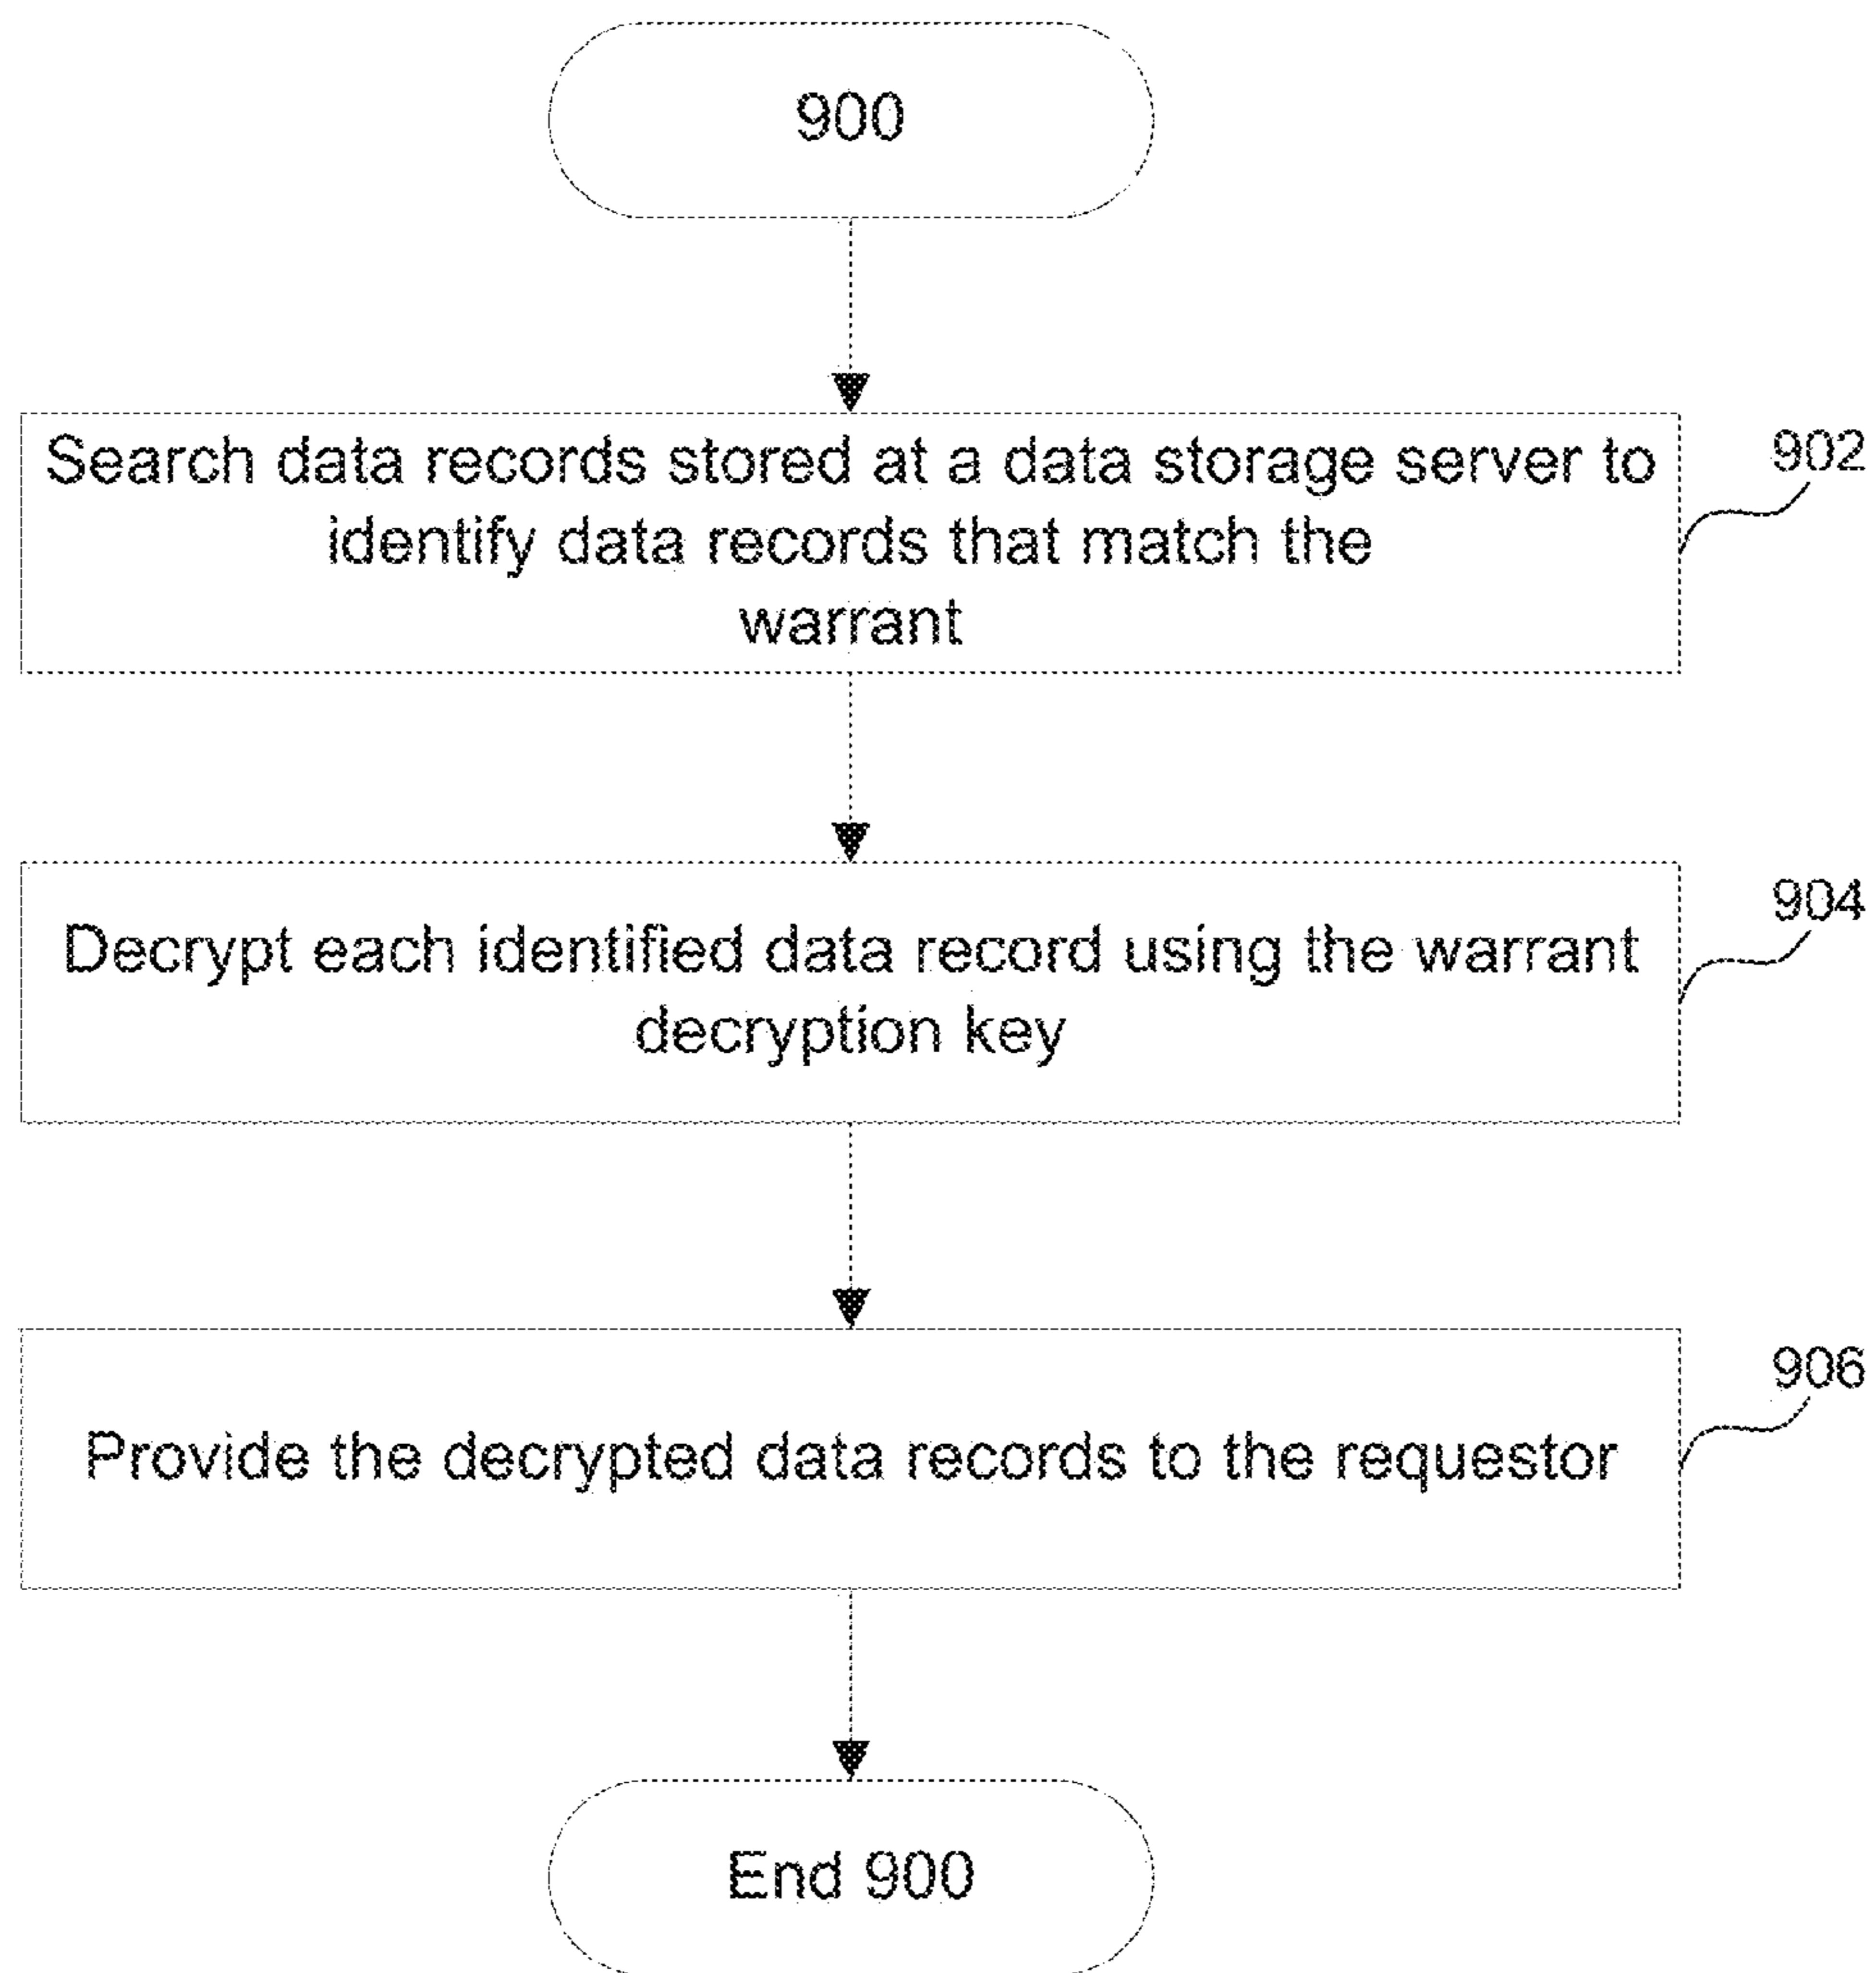 900
Search data records stored at a data storage server to
identify data records that match the
warrant
902
Decrypt each identified data record using the warrant
decryption key
904
Provide the decrypted data records to the requestor
906
End 900